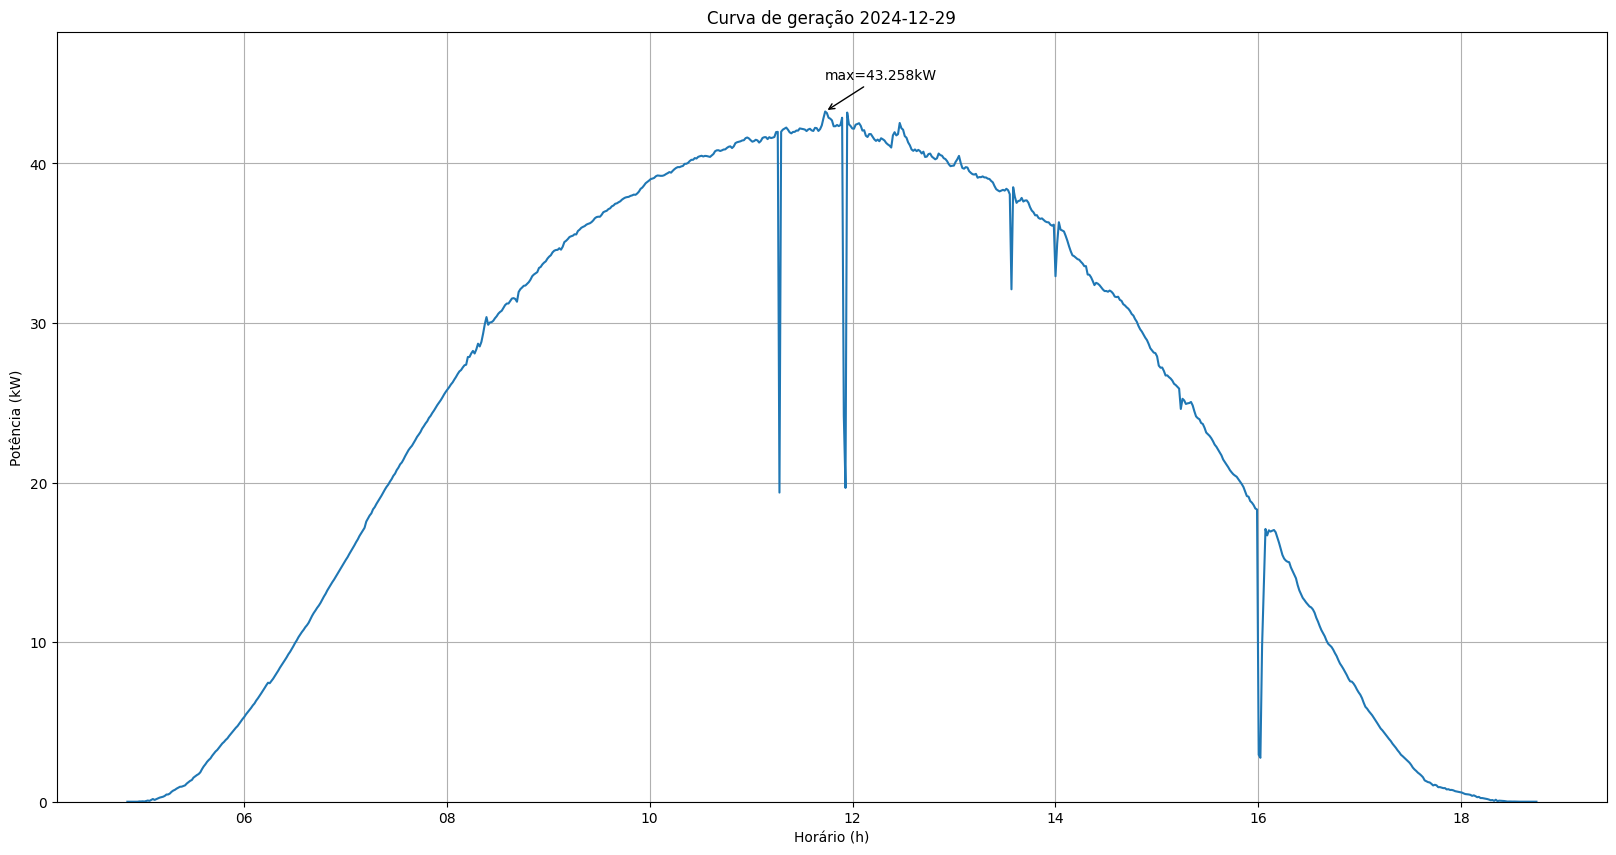 Curva de geração 2024-12-29
max=43.258kW
Potência (kW)
40
30
20
10
0
06 08 10 12 14 16 18
Horário (h)